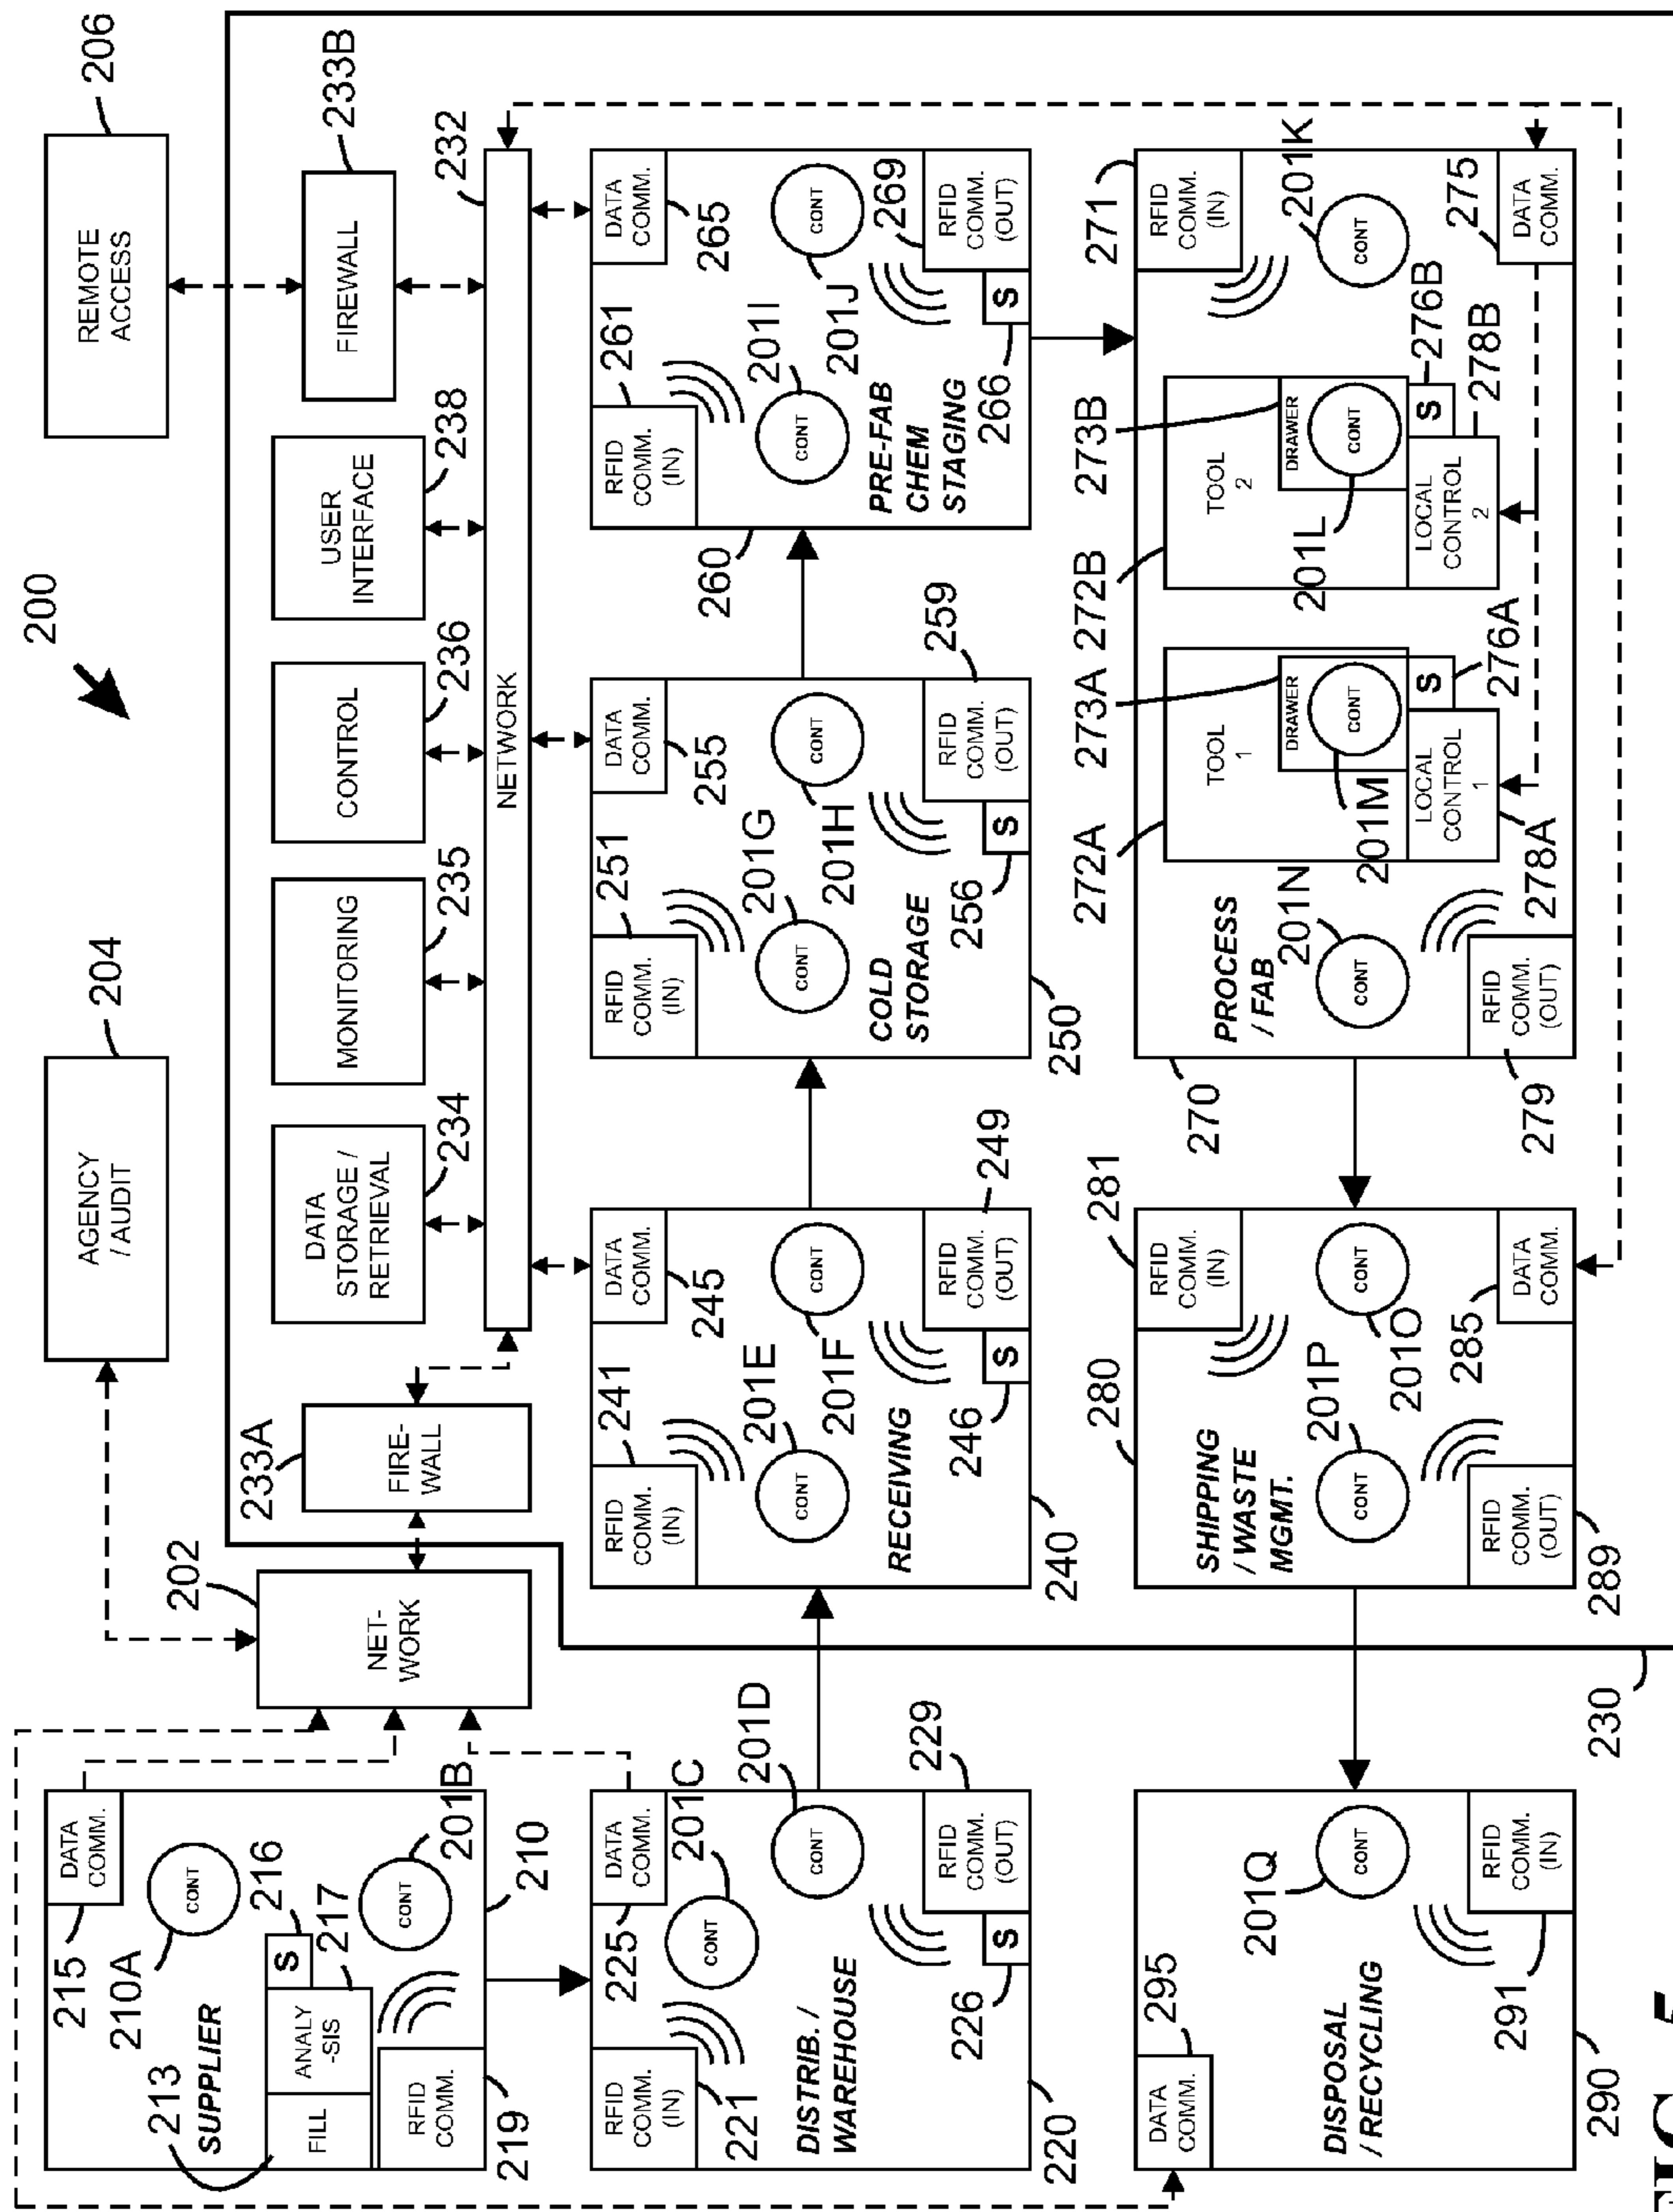 200
REMOTE
ACCESS
206
AGENCY
/ AUDIT
204
NET-
WORK
202
FIRE-
WALL
233A
DATA
STORAGE /
RETRIEVAL
234
MONITORING
235
CONTROL
236
USER
INTERFACE
238
FIREWALL
233B
NETWORK
232
SUPPLIER
DATA
COMM.
215
CONT
210A
213
FILL
ANALY
-SIS
S
216
217
CONT
201B
RFID
COMM.
219
210
DISTRIB. /
WAREHOUSE
RFID
COMM.
(IN)
221
DATA
COMM.
225
CONT
201C
CONT
201D
RFID
COMM.
(OUT)
229
S
226
220
RECEIVING
RFID
COMM.
(IN)
241
DATA
COMM.
245
CONT
201E
CONT
201F
RFID
COMM.
(OUT)
249
S
246
240
COLD
STORAGE
RFID
COMM.
(IN)
251
DATA
COMM.
255
CONT
201G
CONT
201H
RFID
COMM.
(OUT)
259
S
256
250
PRE-FAB
CHEM
STAGING
RFID
COMM.
(IN)
261
DATA
COMM.
265
CONT
201I
CONT
201J
RFID
COMM.
(OUT)
269
S
266
260
DISPOSAL
/ RECYCLING
DATA
COMM.
295
CONT
201Q
RFID
COMM.
(IN)
291
290
SHIPPING
/ WASTE
MGMT.
RFID
COMM.
(IN)
281
280
CONT
201P
CONT
201O
DATA
COMM.
285
RFID
COMM.
(OUT)
289
230
PROCESS
/ FAB
270
CONT
201N
RFID
COMM.
(OUT)
279
TOOL
1
272A
DRAWER
273A
CONT
201M
S
276A
LOCAL
CONTROL
1
278A
TOOL
2
272B
DRAWER
273B
CONT
201L
S
276B
LOCAL
CONTROL
2
278B
RFID
COMM.
(IN)
271
CONT
201K
DATA
COMM.
275